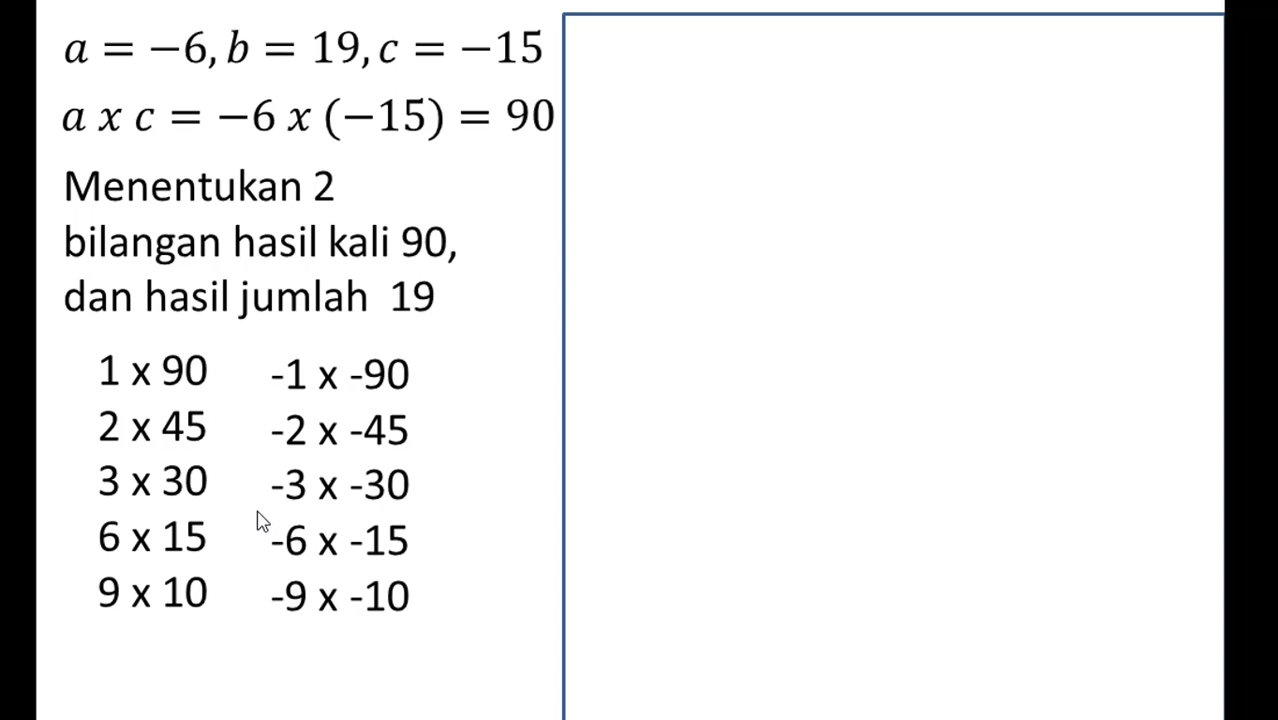 a = −6, b = 19, c = −15
a x c = −6 x (−15) = 90
Menentukan 2
bilangan hasil kali 90,
dan hasil jumlah 19
1 x 90 -1 x -90
2 x 45 -2 x -45
3 x 30 -3 x -30
6 x 15 -6 x -15
9 x 10 -9 x -10